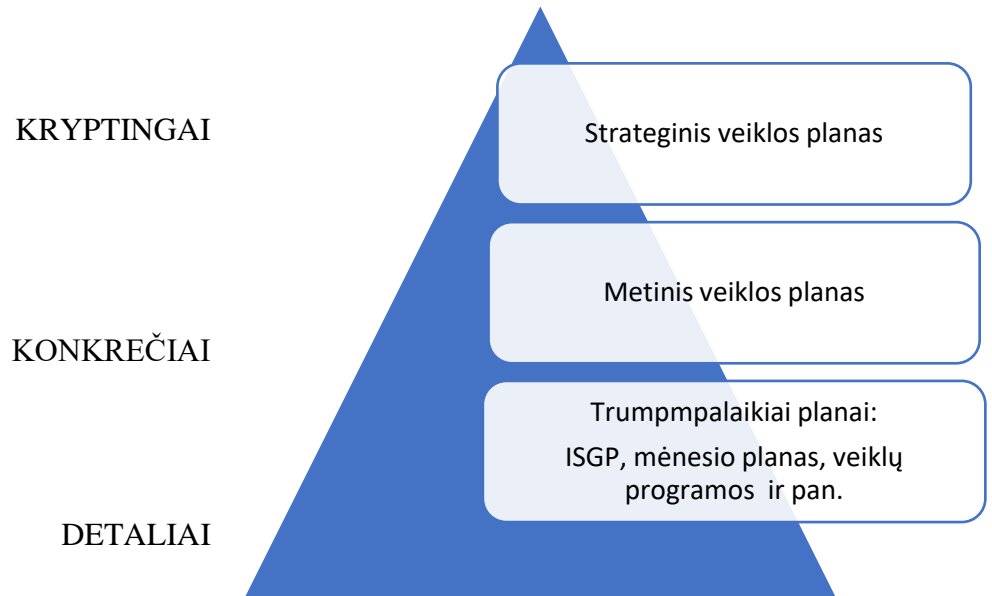 KRYPTINGAI
Strateginis veiklos planas
Metinis veiklos planas
KONKREČIAI
Trumpmpalaikiai planai:
ISGP, mėnesio planas, veiklų
programos ir pan.
DETALIAI